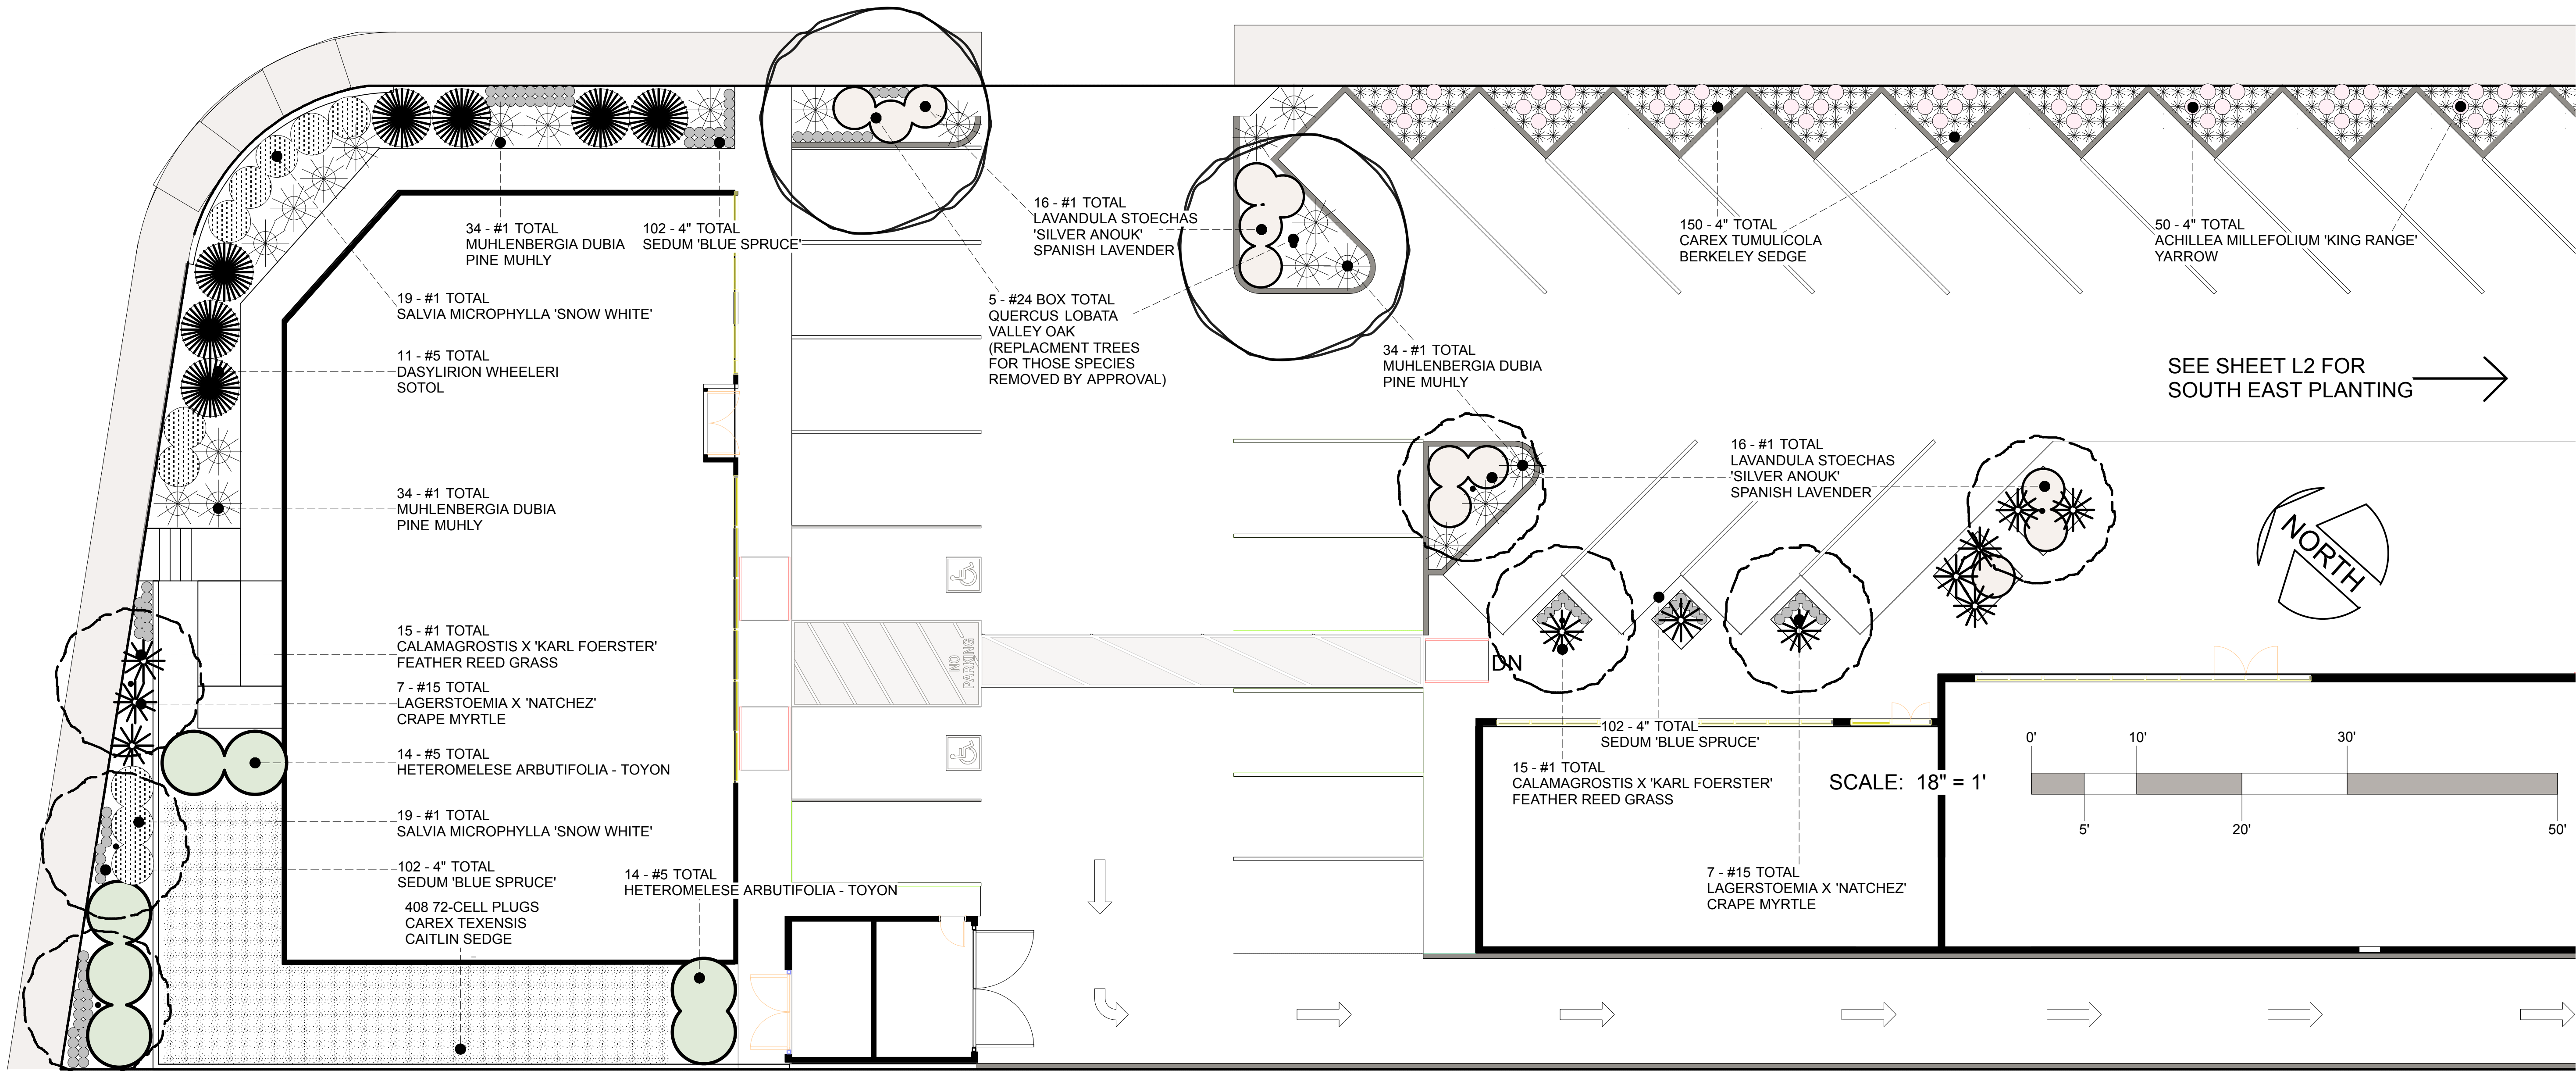 34 - #1 TOTAL
MUHLENBERGIA DUBIA
PINE MUHLY
102 - 4" TOTAL
SEDUM 'BLUE SPRUCE'
16 - #1 TOTAL
LAVANDULA STOECHAS
'SILVER ANOUK'
SPANISH LAVENDER
150 - 4" TOTAL
CAREX TUMULICOLA
BERKELEY SEDGE
50 - 4" TOTAL
ACHILLEA MILLEFOLIUM 'KING RANGE'
YARROW
19 - #1 TOTAL
SALVIA MICROPHYLLA 'SNOW WHITE'
5 - #24 BOX TOTAL
QUERCUS LOBATA
VALLEY OAK
(REPLACMENT TREES
FOR THOSE SPECIES
REMOVED BY APPROVAL)
11 - #5 TOTAL
DASYLIRION WHEELERI
SOTOL
34 - #1 TOTAL
MUHLENBERGIA DUBIA
PINE MUHLY
SEE SHEET L2 FOR
SOUTH EAST PLANTING
34 - #1 TOTAL
MUHLENBERGIA DUBIA
PINE MUHLY
16 - #1 TOTAL
LAVANDULA STOECHAS
'SILVER ANOUK'
SPANISH LAVENDER
NORTH
15 - #1 TOTAL
CALAMAGROSTIS X 'KARL FOERSTER'
FEATHER REED GRASS
NO
PARKING
DN
7 - #15 TOTAL
LAGERSTOEMIA X 'NATCHEZ'
CRAPE MYRTLE
14 - #5 TOTAL
HETEROMELESE ARBUTIFOLIA - TOYON
102 - 4" TOTAL
SEDUM 'BLUE SPRUCE'
15 - #1 TOTAL
CALAMAGROSTIS X 'KARL FOERSTER'
FEATHER REED GRASS
SCALE: 18" = 1'
0' 10' 30'
5' 20' 50'
19 - #1 TOTAL
SALVIA MICROPHYLLA 'SNOW WHITE'
102 - 4" TOTAL
SEDUM 'BLUE SPRUCE'
14 - #5 TOTAL
HETEROMELESE ARBUTIFOLIA - TOYON
7 - #15 TOTAL
LAGERSTOEMIA X 'NATCHEZ'
CRAPE MYRTLE
408 72-CELL PLUGS
CAREX TEXENSIS
CAITLIN SEDGE